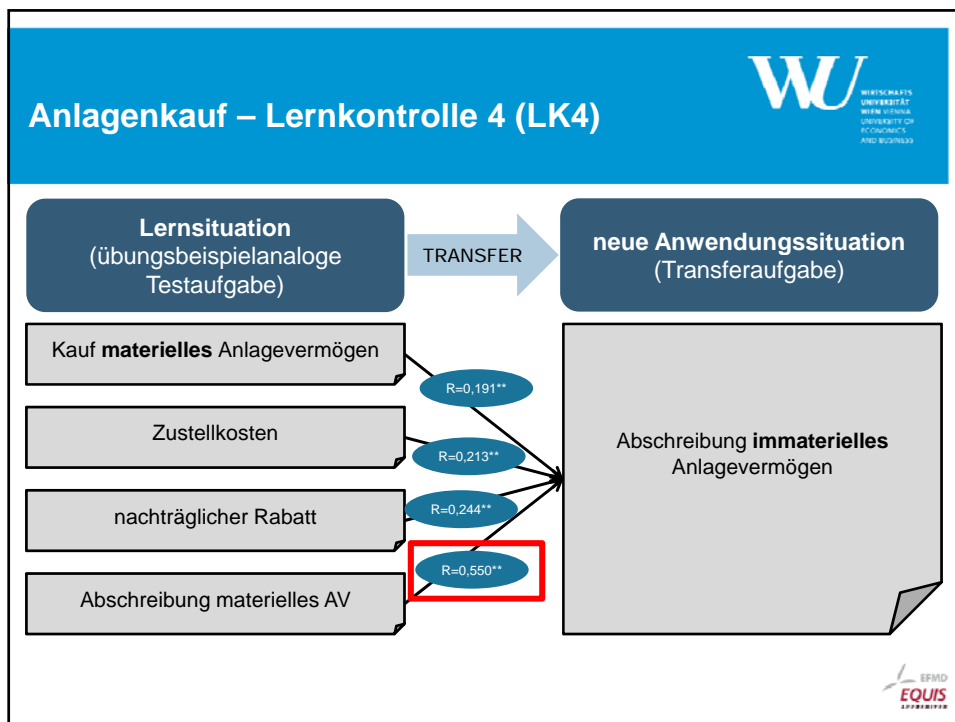 Anlagenkauf – Lernkontrolle 4 (LK4)
WU
WIRTSCHAFTS
UNIVERSITÄT
WIEN VIENNA
UNIVERSITY OF
ECONOMICS
AND BUSINESS
Lernsituation
(übungsbeispielanaloge
Testaufgabe)
TRANSFER
neue Anwendungssituation
(Transferaufgabe)
Kauf materielles Anlagevermögen
R=0,191**
Zustellkosten
R=0,213**
nachträglicher Rabatt
R=0,244**
Abschreibung materielles AV
R=0,550**
Abschreibung immaterielles
Anlagevermögen
EFMD
EQUIS